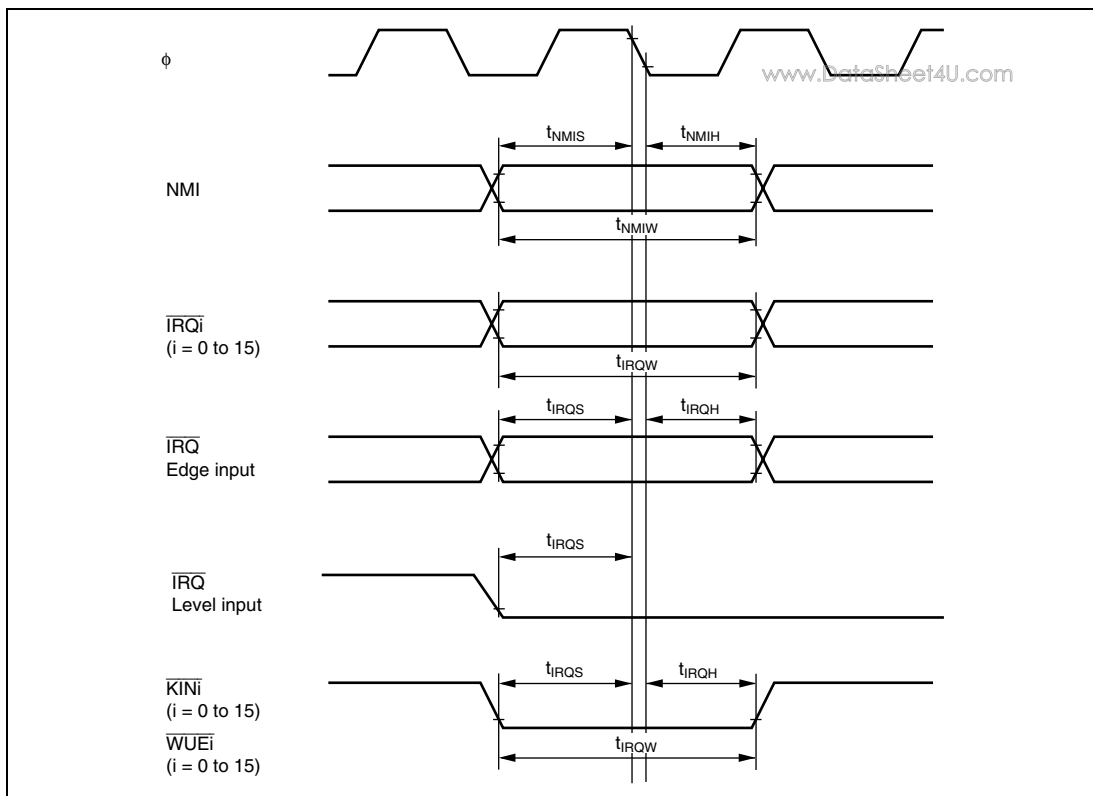 φ
www.DataSheet4U.com
tNMIS tNMIH
NMI
tNMIW
IRQi
(i = 0 to 15)
tIRQW
tIRQS tIRQH
IRQ
Edge input
tIRQS
IRQ
Level input
tIRQS tIRQH
KINi
(i = 0 to 15)
WUEi
(i = 0 to 15)
tIRQW